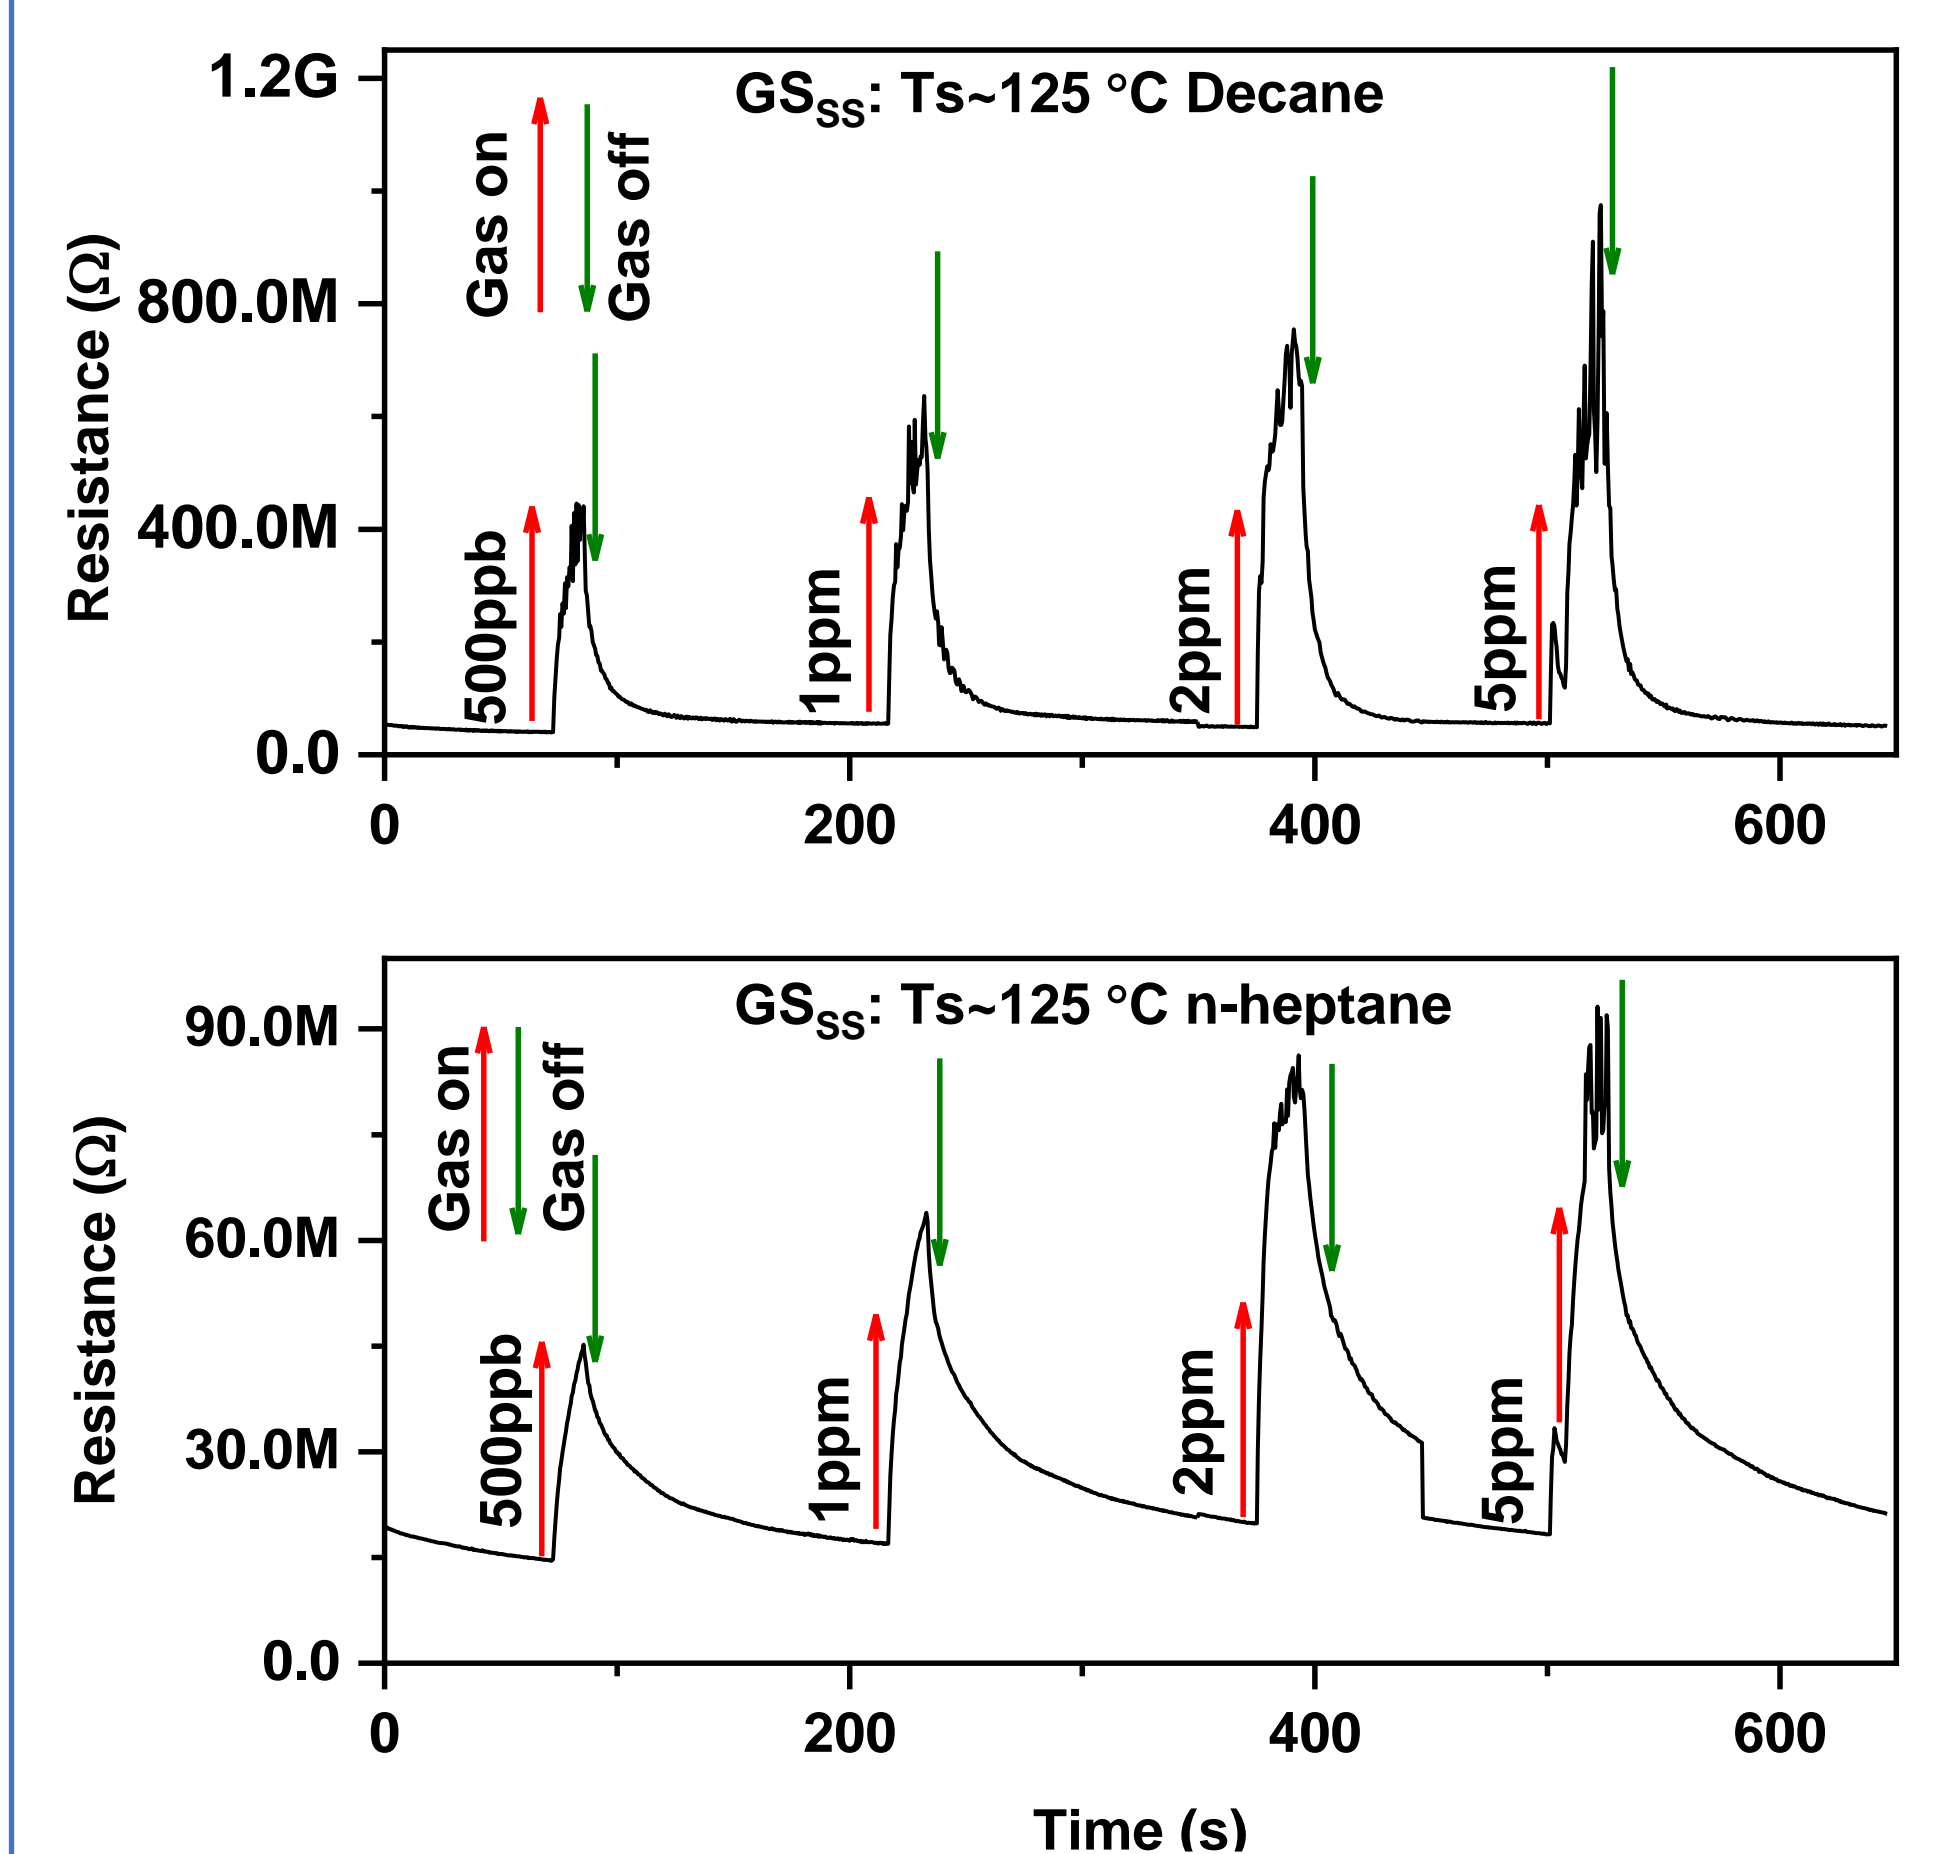 GSSS: Ts~125 °C Decane
Gas on
Gas off
Resistance (Ω)
1.2G
800.0M
400.0M
0.0
500ppb
1ppm
2ppm
5ppm
0
200
400
600
GSSS: Ts~125 °C n-heptane
Gas on
Gas off
Resistance (Ω)
90.0M
60.0M
30.0M
0.0
500ppb
1ppm
2ppm
5ppm
0
200
400
600
Time (s)